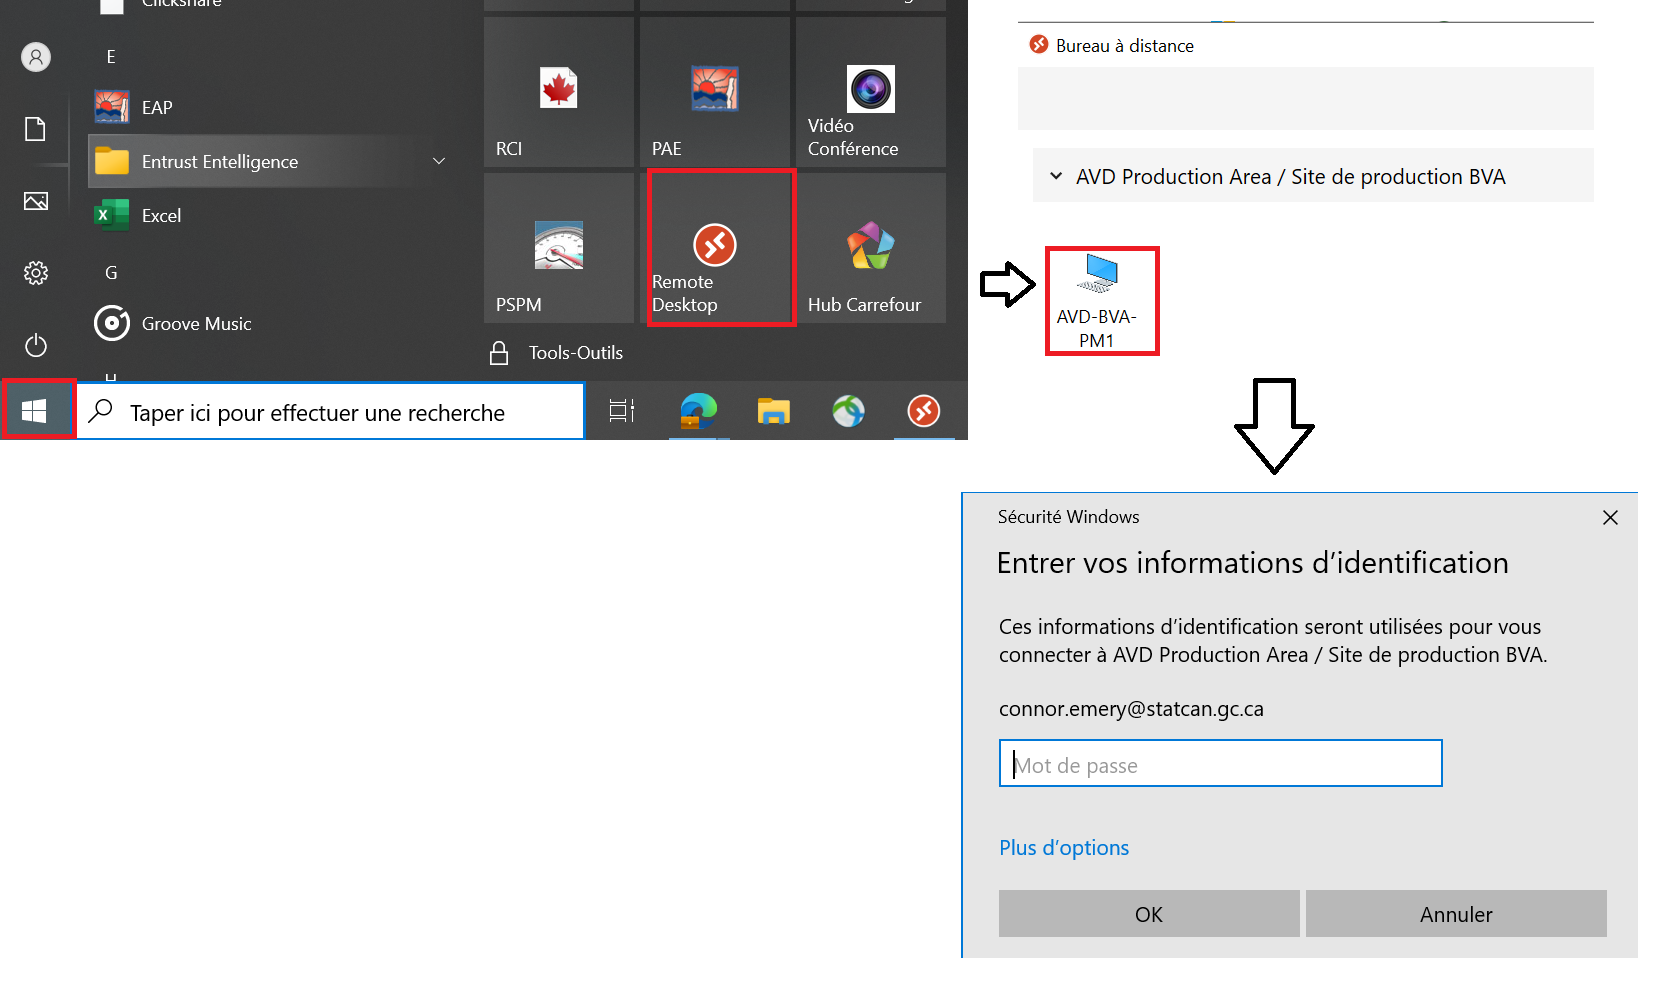 Clickshare
E
EAP
Entrust Entelligence
Excel
G
Groove Music
H
RCI
PAE
Vidéo
Conférence
PSPM
Remote
Desktop
Hub Carrefour
Tools-Outils
Taper ici pour effectuer une recherche
Bureau à distance
AVD Production Area / Site de production BVA
AVD-BVA-
PM1
Sécurité Windows
Entrer vos informations d’identification
Ces informations d’identification seront utilisées pour vous
connecter à AVD Production Area / Site de production BVA.
connor.emery@statcan.gc.ca
Mot de passe
Plus d’options
OK
Annuler